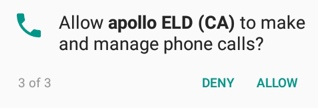 Allow apollo ELD (CA) to make
and manage phone calls?
3 of 3 DENY ALLOW